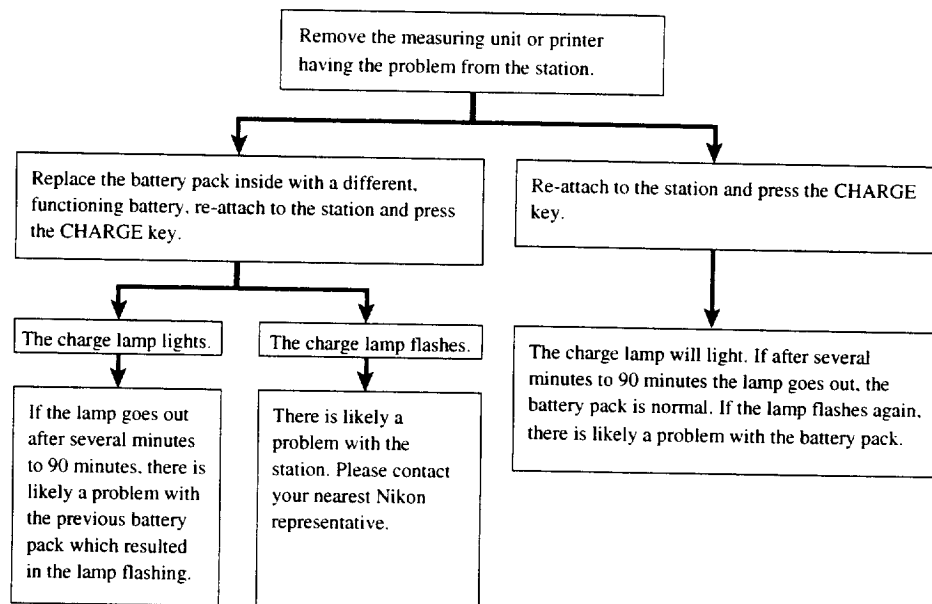 Remove the measuring unit or printer
having the problem from the station.
Replace the battery pack inside with a different,
functioning battery, re-attach to the station and press
the CHARGE key.
Re-attach to the station and press the CHARGE
key.
The charge lamp lights.
The charge lamp flashes.
If the lamp goes out
after several minutes
to 90 minutes, there is
likely a problem with
the previous battery
pack which resulted
in the lamp flashing.
There is likely a
problem with the
station. Please contact
your nearest Nikon
representative.
The charge lamp will light. If after several
minutes to 90 minutes the lamp goes out, the
battery pack is normal. If the lamp flashes again,
there is likely a problem with the battery pack.